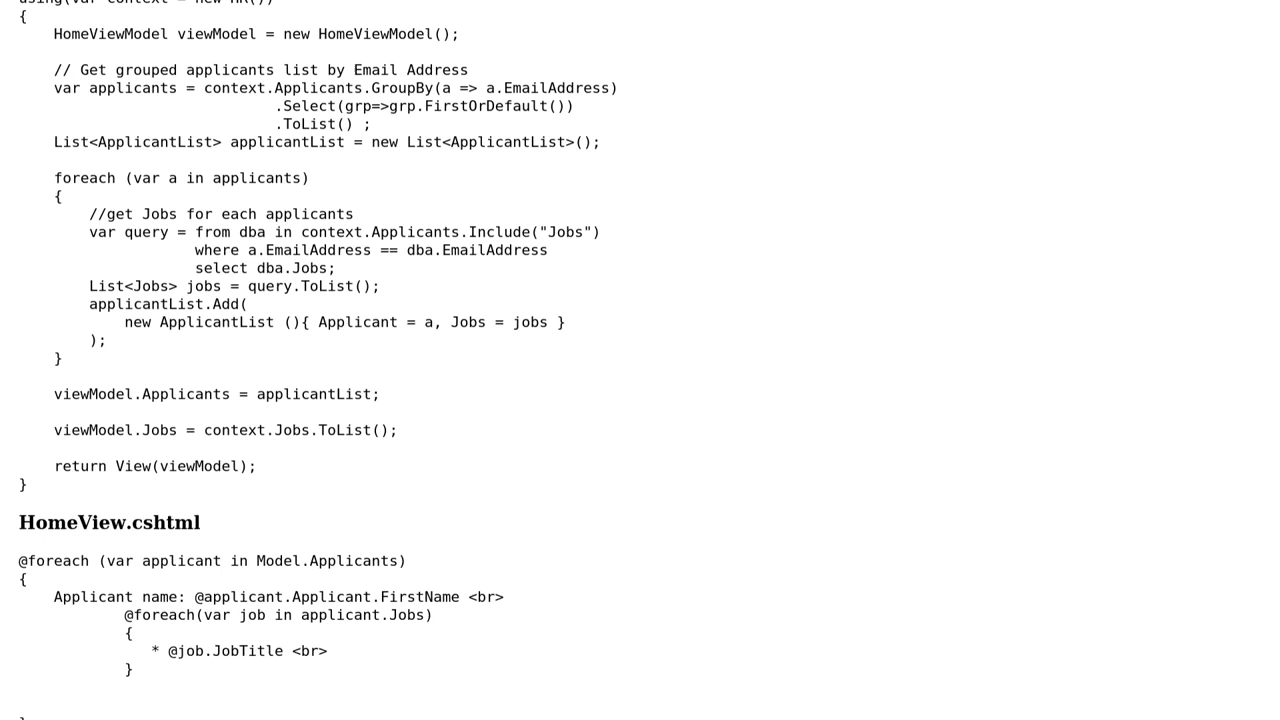 using(var context = new HR())
{
    HomeViewModel viewModel = new HomeViewModel();
    // Get grouped applicants list by Email Address
    var applicants = context.Applicants.GroupBy(a => a.EmailAddress)
                             .Select(grp=>grp.FirstOrDefault())
                             .ToList() ;
    List<ApplicantList> applicantList = new List<ApplicantList>();
    foreach (var a in applicants)
    {
        //get Jobs for each applicants
        var query = from dba in context.Applicants.Include("Jobs")
                    where a.EmailAddress == dba.EmailAddress
                    select dba.Jobs;
        List<Jobs> jobs = query.ToList();
        applicantList.Add(
            new ApplicantList (){ Applicant = a, Jobs = jobs }
        );
    }
    viewModel.Applicants = applicantList;
    viewModel.Jobs = context.Jobs.ToList();
    return View(viewModel);
}
HomeView.cshtml
@foreach (var applicant in Model.Applicants)
{
    Applicant name: @applicant.Applicant.FirstName <br>
            @foreach(var job in applicant.Jobs)
            {
               * @job.JobTitle <br>
            }
}